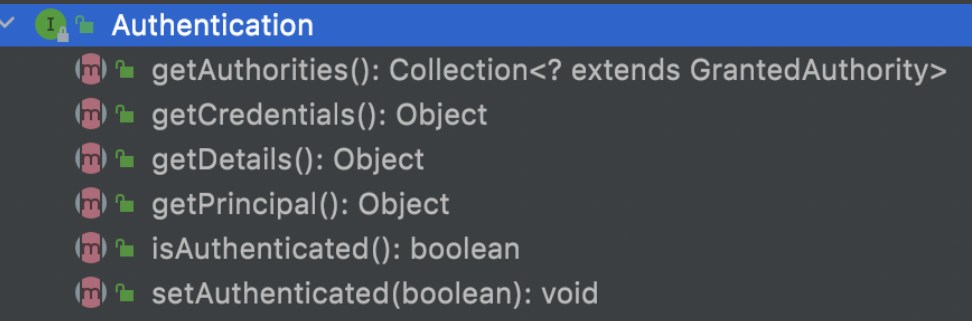 Authentication
getAuthorities(): Collection<? extends GrantedAuthority>
getCredentials(): Object
getDetails(): Object
getPrincipal(): Object
isAuthenticated(): boolean
setAuthenticated(boolean): void